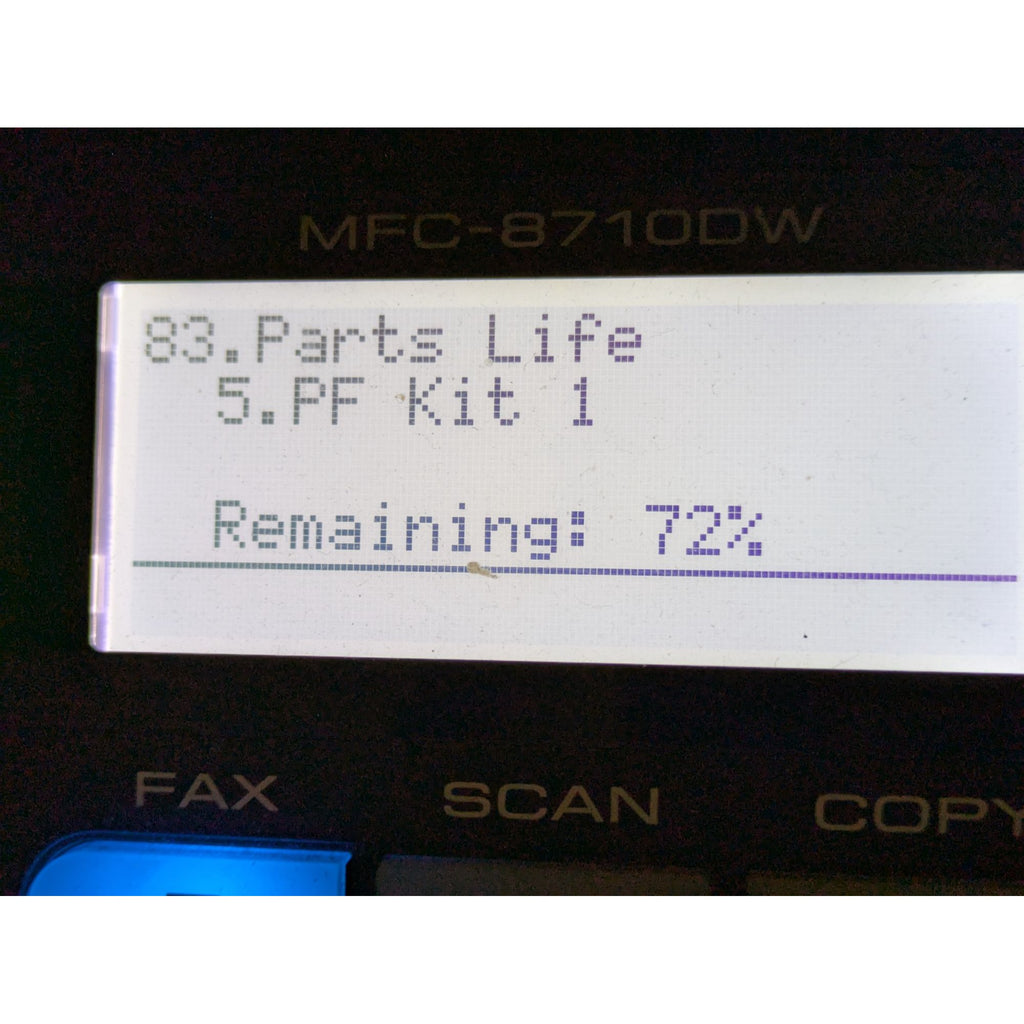 MFC-8710DW
83.Parts Life
5.PF Kit 1
Remaining: 72%
FAX SCAN COPY